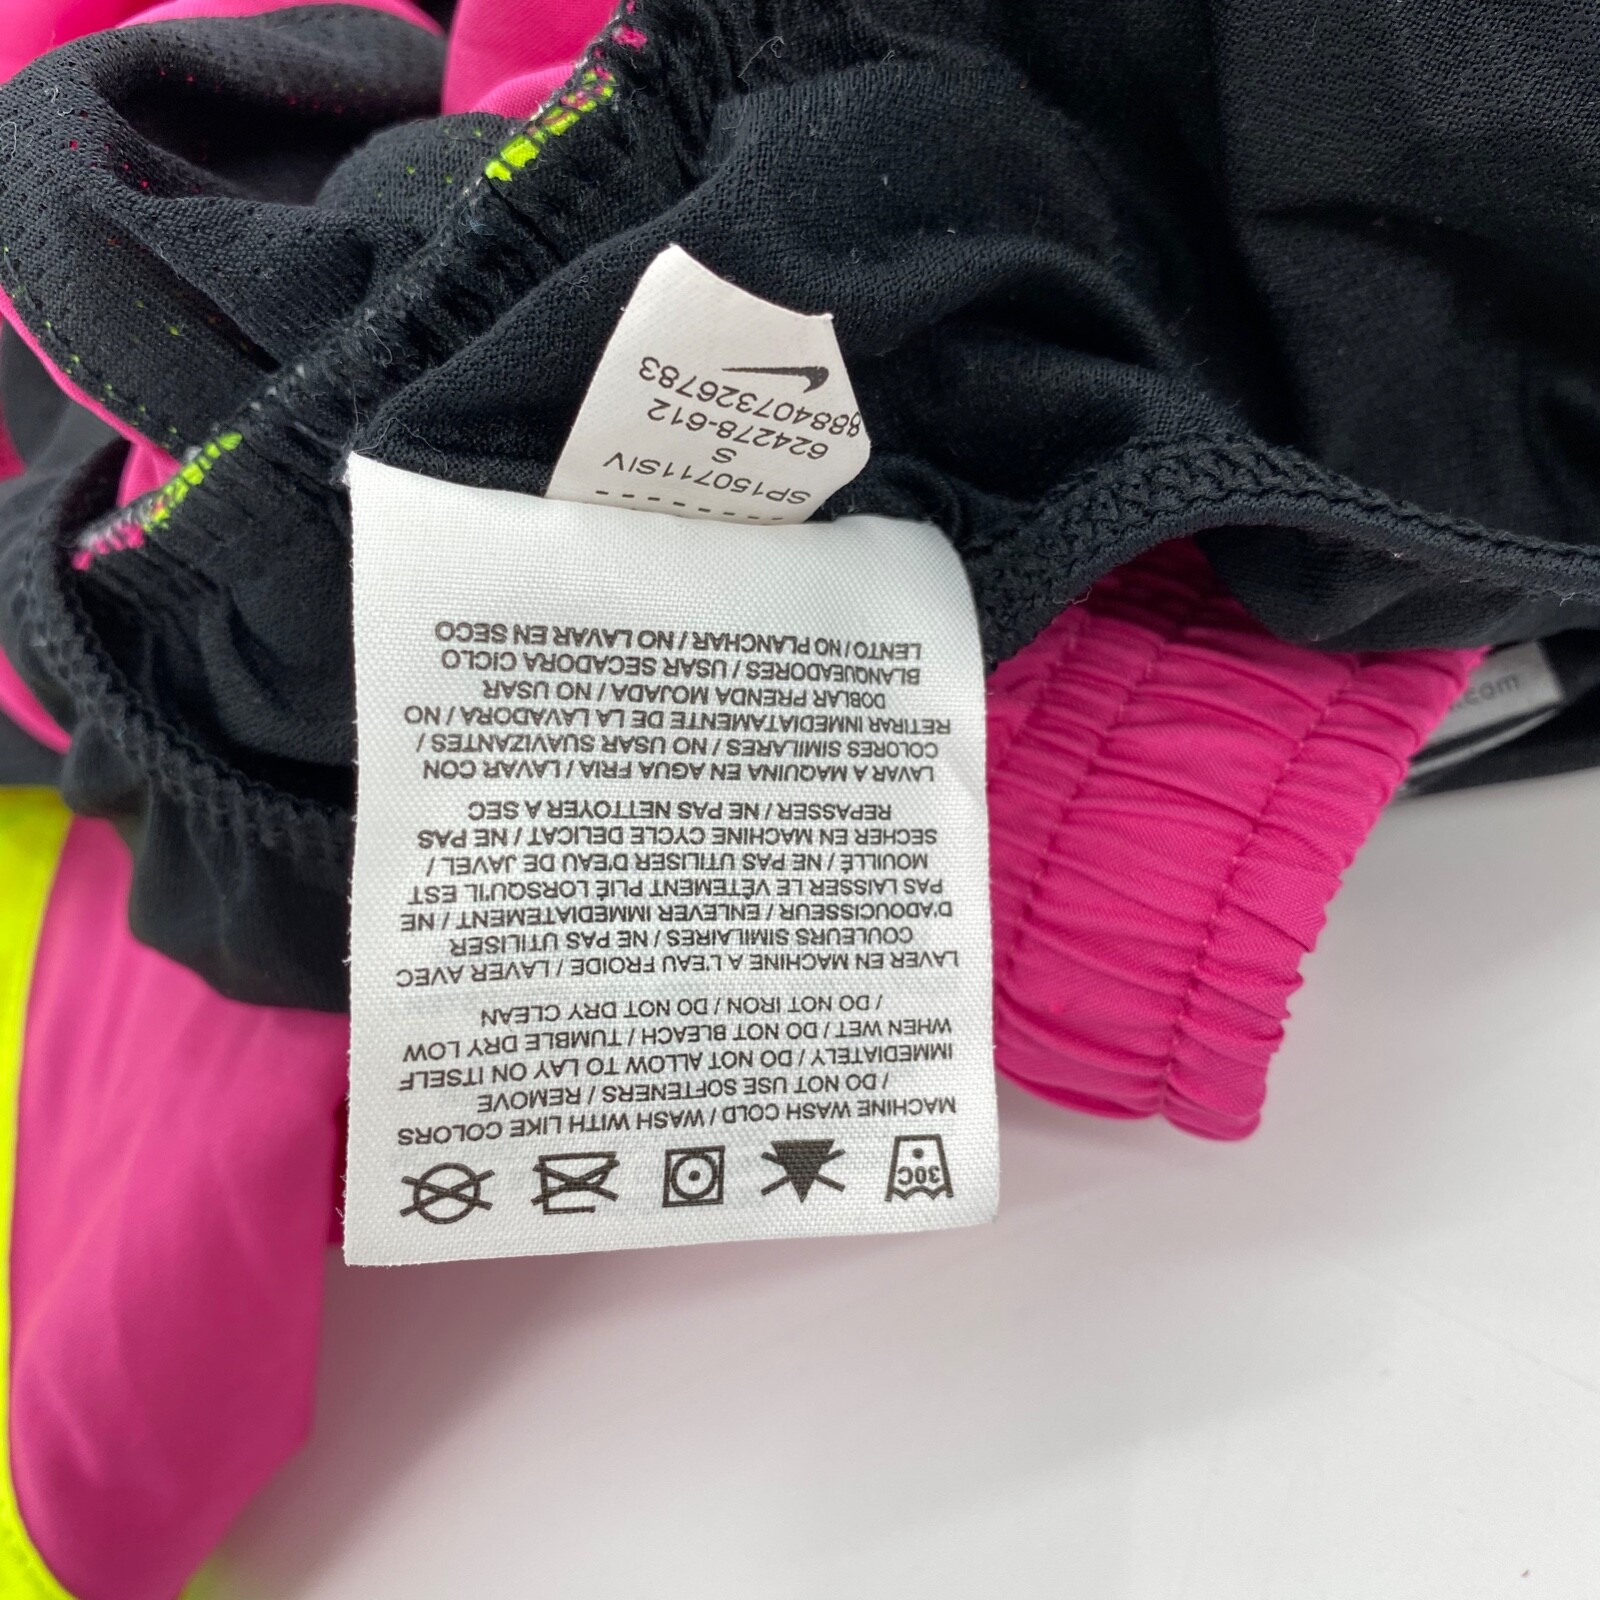 SP150711SIV
S
624278-612
888407326783
30C
MACHINE WASH COLD / WASH WITH LIKE COLORS
/ DO NOT USE SOFTENERS / REMOVE
IMMEDIATELY / DO NOT ALLOW TO LAY ON ITSELF
WHEN WET / DO NOT BLEACH / TUMBLE DRY LOW
/ DO NOT IRON / DO NOT DRY CLEAN
LAVER EN MACHINE A L'EAU FROIDE / LAVER AVEC
COULEURS SIMILAIRES / NE PAS UTILISER
D'ADOUCISSEUR / ENLEVER IMMEDIATEMENT / NE
PAS LAISSER LE VÊTEMENT PLIÉ LORSQU'IL EST
MOUILLÉ / NE PAS UTILISER D'EAU DE JAVEL /
SECHER EN MACHINE CYCLE DELICAT / NE PAS
REPASSER / NE PAS NETTOYER A SEC
LAVAR A MAQUINA EN AGUA FRIA / LAVAR CON
COLORES SIMILARES / NO USAR SUAVIZANTES /
RETIRAR INMEDIATAMENTE DE LA LAVADORA / NO
DOBLAR PRENDA MOJADA / NO USAR
BLANQUEADORES / USAR SECADORA CICLO
LENTO / NO PLANCHAR / NO LAVAR EN SECO
.com